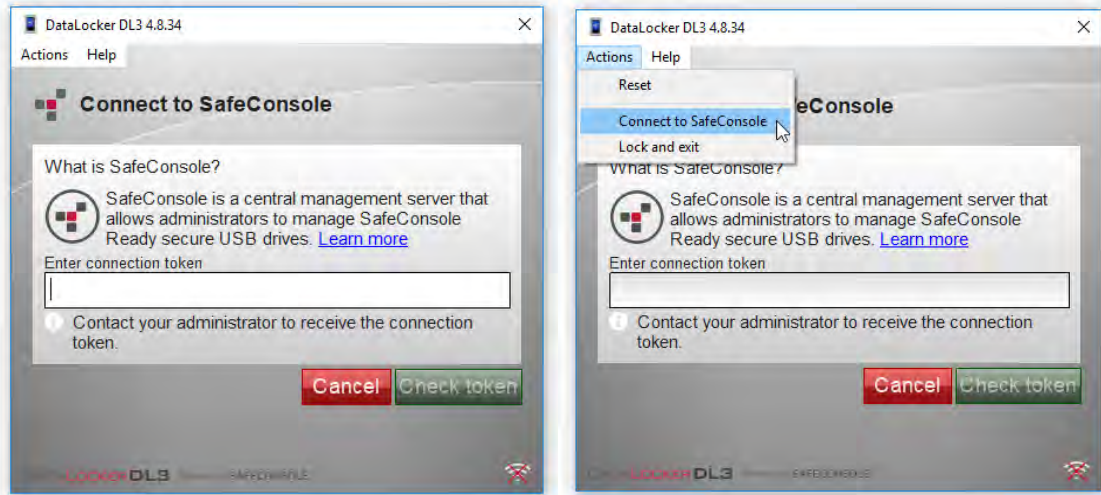 DataLocker DL3 4.8.34
Actions Help
Connect to SafeConsole
What is SafeConsole?
SafeConsole is a central management server that
allows administrators to manage SafeConsole
Ready secure USB drives. Learn more
Enter connection token
Contact your administrator to receive the connection
token.
Cancel Check token
LOCKER DL3 SAFECONSOLE
DataLocker DL3 4.8.34
Actions Help
Reset
eConsole
Connect to SafeConsole
Lock and exit
What is SafeConsole?
SafeConsole is a central management server that
allows administrators to manage SafeConsole
Ready secure USB drives. Learn more
Enter connection token
Contact your administrator to receive the connection
token.
Cancel Check token
LOCKER DL3 SAFECONSOLE